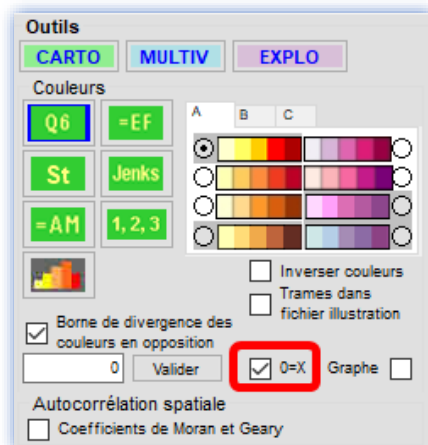 Outils
CARTO MULTIV EXPLO
Couleurs
Q6 =EF
A B C
St Jenks
=AM 1,2,3
Inverser couleurs
Trames dans
fichier illustration
Borne de divergence des
couleurs en opposition
0 Valider 0=X Graphe
Autocorrélation spatiale
Coefficients de Moran et Geary